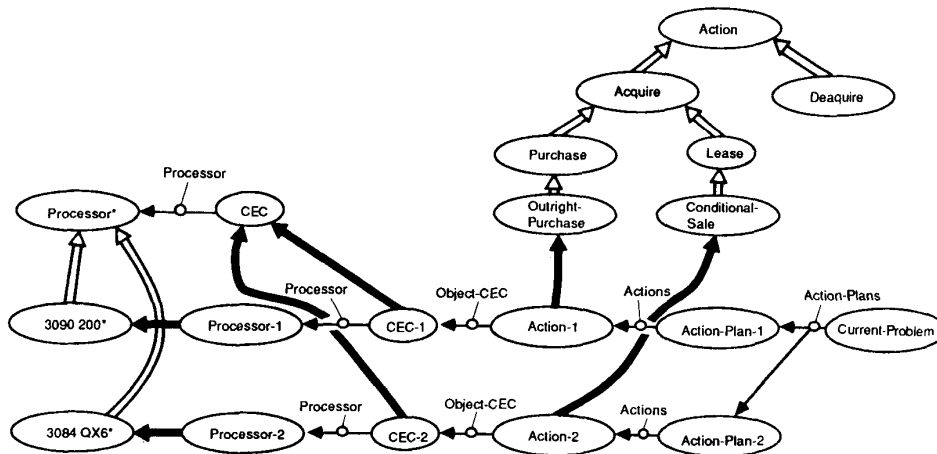 Action
Acquire
Deaquire
Purchase
Lease
Processor
Processor*
CEC
Outright-
Purchase
Conditional-
Sale
Processor
Object-CEC
Actions
Action-Plans
3090 200*
Processor-1
CEC-1
Action-1
Action-Plan-1
Current-Problem
Processor
Object-CEC
Actions
3084 QX6*
Processor-2
CEC-2
Action-2
Action-Plan-2